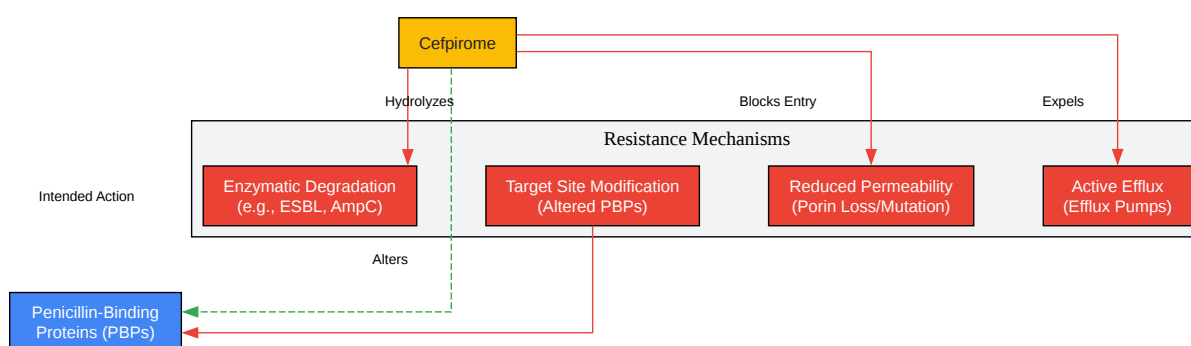 Cefpirome
Hydrolyzes
Blocks Entry
Expels
Resistance Mechanisms
Enzymatic Degradation
(e.g., ESBL, AmpC)
Target Site Modification
(Altered PBPs)
Reduced Permeability
(Porin Loss/Mutation)
Active Efflux
(Efflux Pumps)
Intended Action
Alters
Penicillin-Binding
Proteins (PBPs)